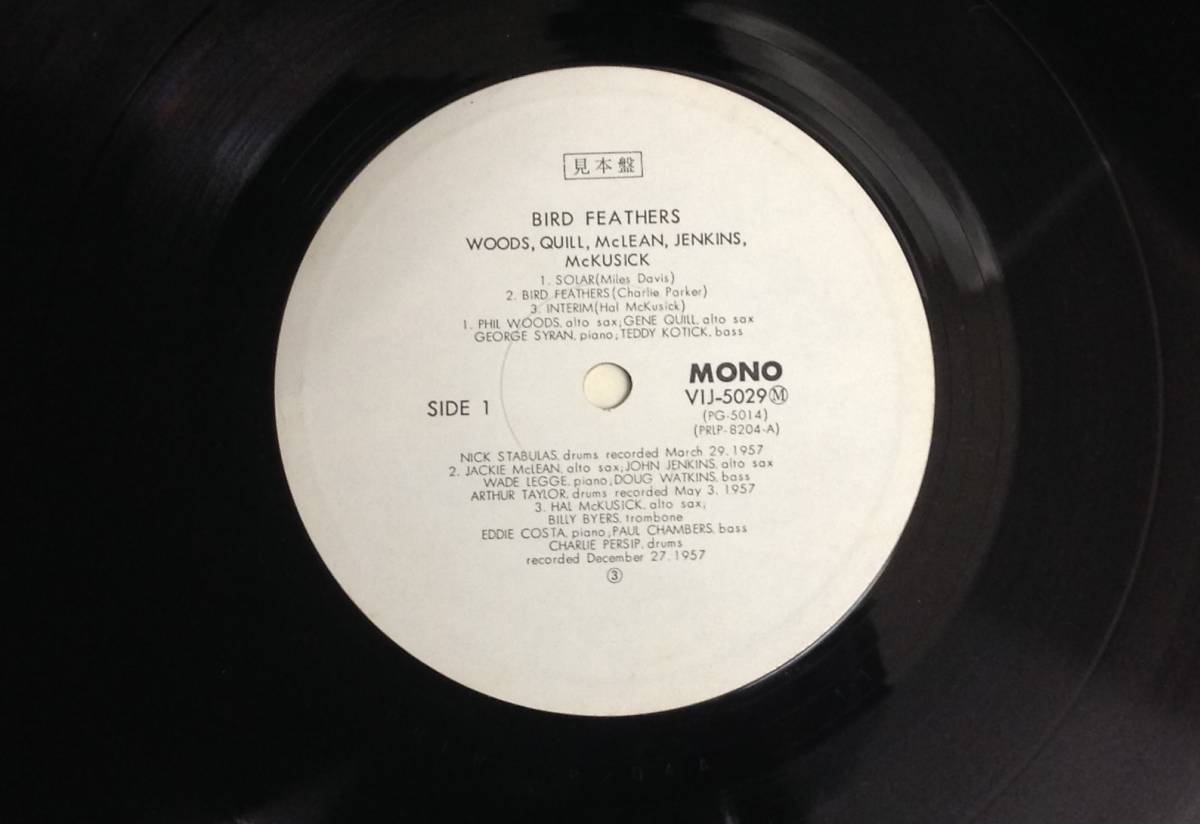 見本盤
BIRD FEATHERS
WOODS, QUILL, McLEAN, JENKINS,
McKUSICK
1. SOLAR(Miles Davis)
2. BIRD FEATHERS(Charlie Parker)
3. INTERIM(Hal McKusick)
1. PHIL WOODS, alto sax; GENE QUILL, alto sax
GEORGE SYRAN, piano; TEDDY KOTICK, bass
SIDE 1
MONO
VIJ-5029Ⓜ
(PG-5014)
(PRLP-8204-A)
NICK STABULAS, drums recorded March 29, 1957
2. JACKIE McLEAN, alto sax; JOHN JENKINS, alto sax
WADE LEGGE, piano; DOUG WATKINS, bass
ARTHUR TAYLOR, drums recorded May 3, 1957
3. HAL McKUSICK, alto sax;
BILLY BYERS, trombone
EDDIE COSTA, piano; PAUL CHAMBERS, bass
CHARLIE PERSIP, drums
recorded December 27, 1957
③